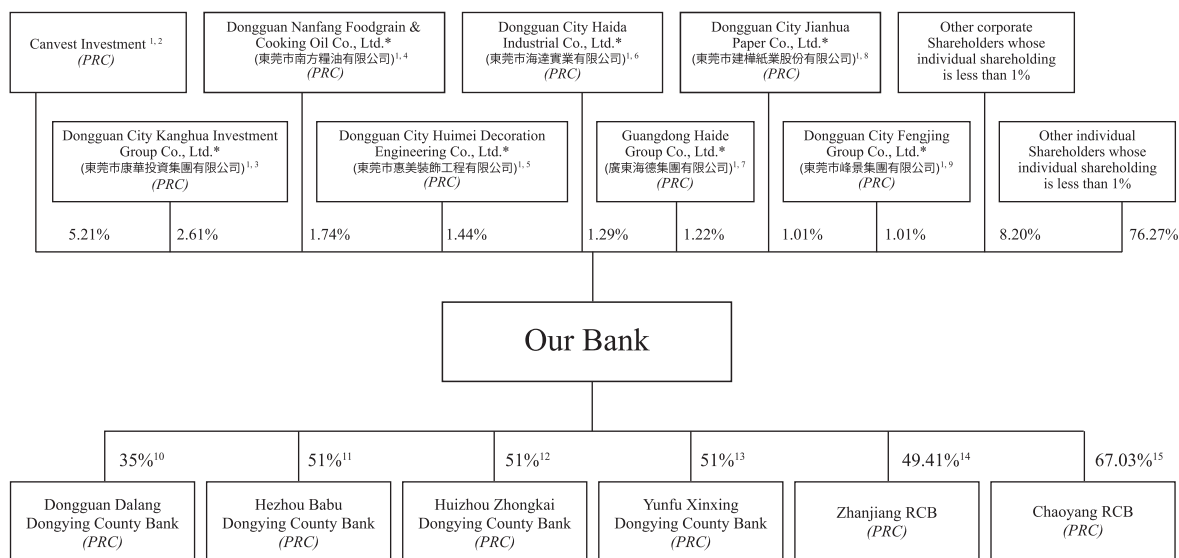 Canvest Investment 1, 2
(PRC)
Dongguan Nanfang Foodgrain &
Cooking Oil Co., Ltd.*
(東莞市南方糧油有限公司)1, 4
(PRC)
Dongguan City Haida
Industrial Co., Ltd.*
(東莞市海達實業有限公司)1, 6
(PRC)
Dongguan City Jianhua
Paper Co., Ltd.*
(東莞市建樺紙業股份有限公司)1, 8
(PRC)
Other corporate
Shareholders whose
individual shareholding
is less than 1%
Dongguan City Kanghua Investment
Group Co., Ltd.*
(東莞市康華投資集團有限公司)1, 3
(PRC)
Dongguan City Huimei Decoration
Engineering Co., Ltd.*
(東莞市惠美裝飾工程有限公司)1, 5
(PRC)
Guangdong Haide
Group Co., Ltd.*
(廣東海德集團有限公司)1, 7
(PRC)
Dongguan City Fengjing
Group Co., Ltd.*
(東莞市峰景集團有限公司)1, 9
(PRC)
Other individual
Shareholders whose
individual shareholding
is less than 1%
5.21%
2.61%
1.74%
1.44%
1.29%
1.22%
1.01%
1.01%
8.20%
76.27%
Our Bank
35%10
51%11
51%12
51%13
49.41%14
67.03%15
Dongguan Dalang
Dongying County Bank
(PRC)
Hezhou Babu
Dongying County Bank
(PRC)
Huizhou Zhongkai
Dongying County Bank
(PRC)
Yunfu Xinxing
Dongying County Bank
(PRC)
Zhanjiang RCB
(PRC)
Chaoyang RCB
(PRC)